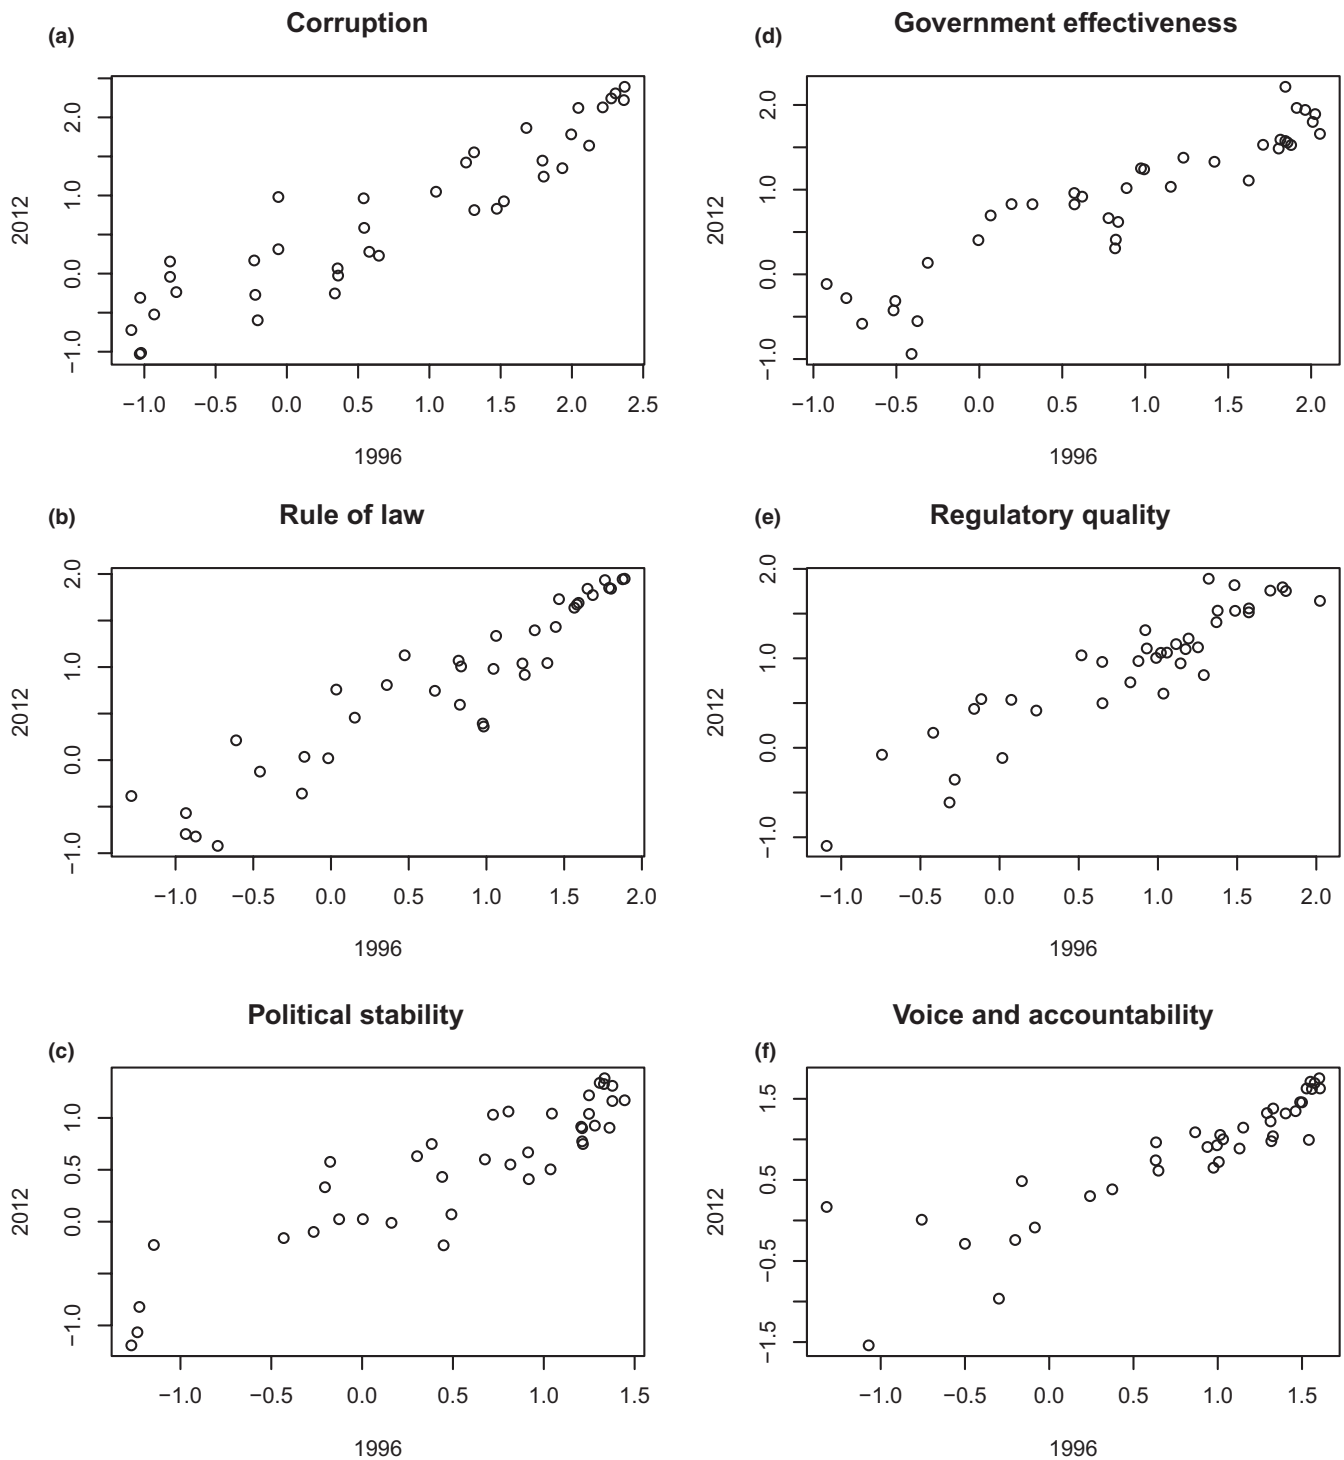 (a)
Corruption
2012
−1.0 0.0 1.0 2.0
−1.0 −0.5 0.0 0.5 1.0 1.5 2.0 2.5
1996
(d)
Government effectiveness
2012
−1.0 0.0 1.0 2.0
−1.0 −0.5 0.0 0.5 1.0 1.5 2.0
1996
(b)
Rule of law
2012
−1.0 0.0 1.0 2.0
−1.0 −0.5 0.0 0.5 1.0 1.5 2.0
1996
(e)
Regulatory quality
2012
−1.0 0.0 1.0 2.0
−1.0 −0.5 0.0 0.5 1.0 1.5 2.0
1996
(c)
Political stability
2012
−1.0 0.0 0.5 1.0
−1.0 −0.5 0.0 0.5 1.0 1.5
1996
(f)
Voice and accountability
2012
−1.5 −0.5 0.5 1.5
−1.0 −0.5 0.0 0.5 1.0 1.5
1996